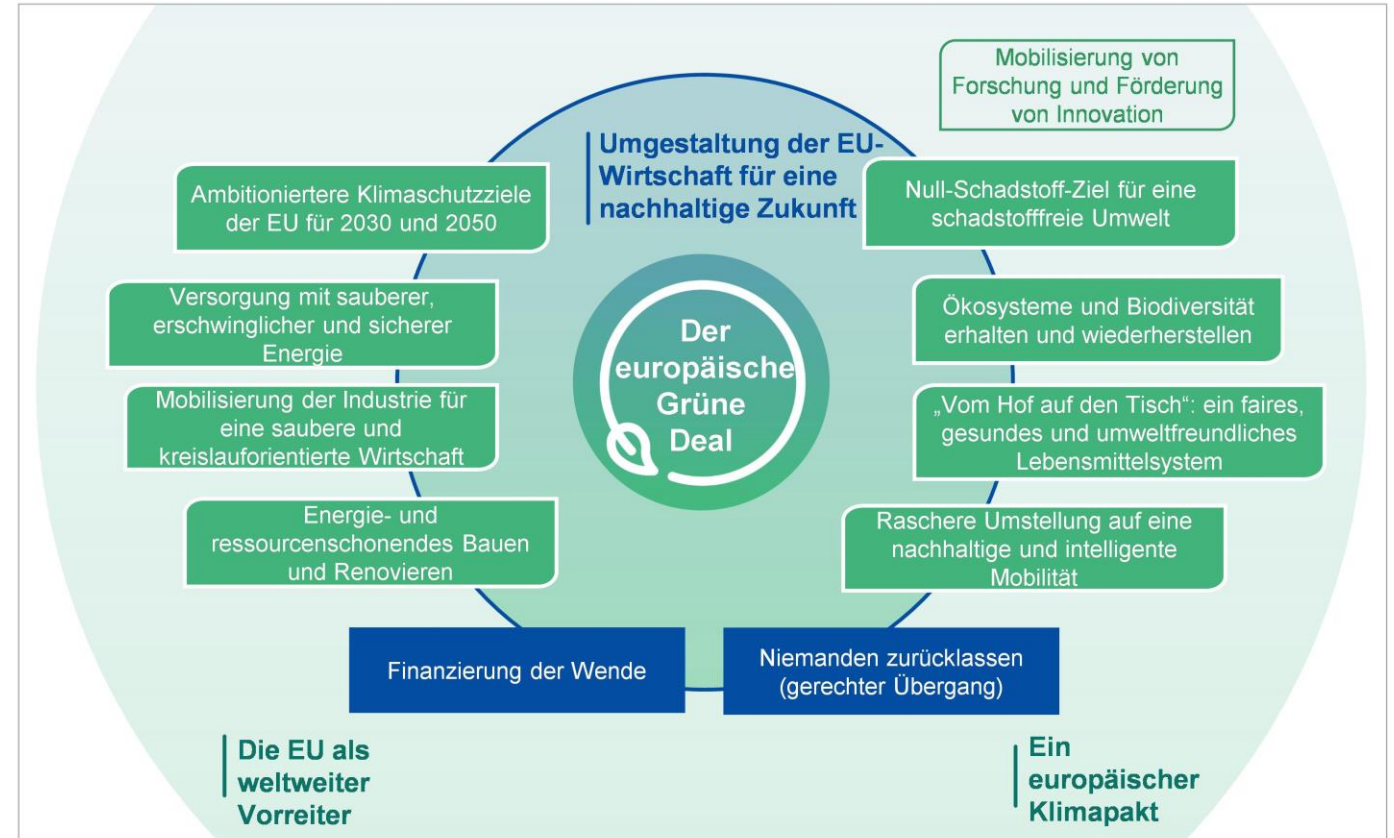 Mobilisierung von
Forschung und Förderung
von Innovation
Umgestaltung der EU-
Wirtschaft für eine
nachhaltige Zukunft
Ambitioniertere Klimaschutzziele
der EU für 2030 und 2050
Null-Schadstoff-Ziel für eine
schadstofffreie Umwelt
Versorgung mit sauberer,
erschwinglicher und sicherer
Energie
Ökosysteme und Biodiversität
erhalten und wiederherstellen
Der
europäische
Grüne
Deal
Mobilisierung der Industrie für
eine saubere und
kreislauforientierte Wirtschaft
„Vom Hof auf den Tisch“: ein faires,
gesundes und umweltfreundliches
Lebensmittelsystem
Energie- und
ressourcenschonendes Bauen
und Renovieren
Raschere Umstellung auf eine
nachhaltige und intelligente
Mobilität
Finanzierung der Wende
Niemanden zurücklassen
(gerechter Übergang)
Die EU als
weltweiter
Vorreiter
Ein
europäischer
Klimapakt